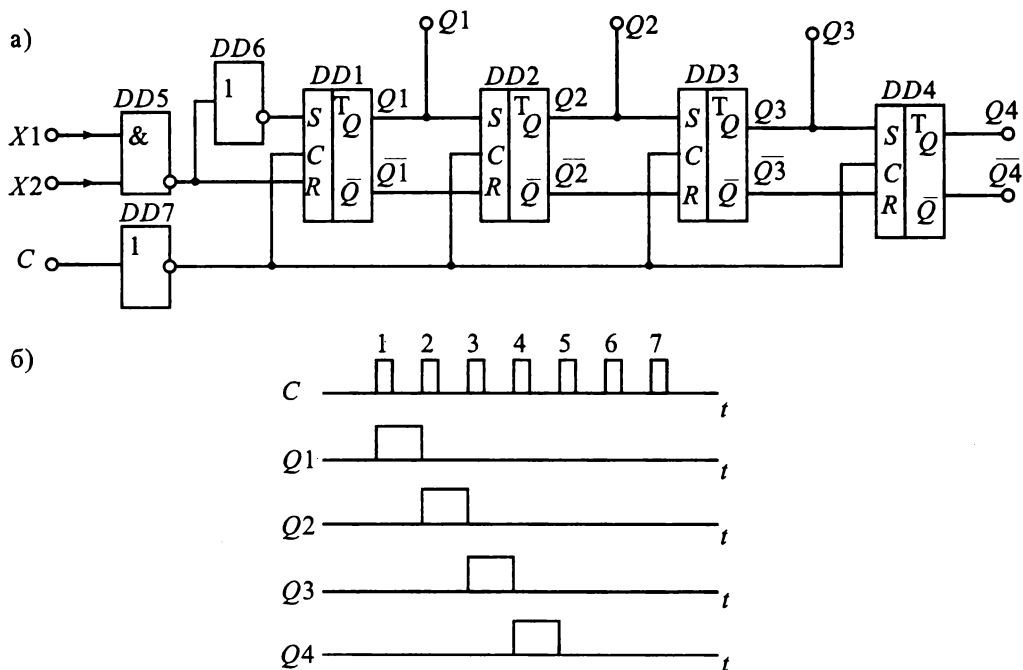 а)
DD5
X1
X2
&
DD6
1
DD7
C
1
DD1
S
C
R
T
Q
Q̅
Q1
Q̅1̅
Q1
DD2
S
C
R
T
Q
Q̅
Q2
Q̅2̅
Q2
DD3
S
C
R
T
Q
Q̅
Q3
Q̅3̅
Q3
DD4
S
C
R
T
Q
Q̅
Q4
Q̅4̅
б)
1 2 3 4 5 6 7
C
t
Q1
t
Q2
t
Q3
t
Q4
t